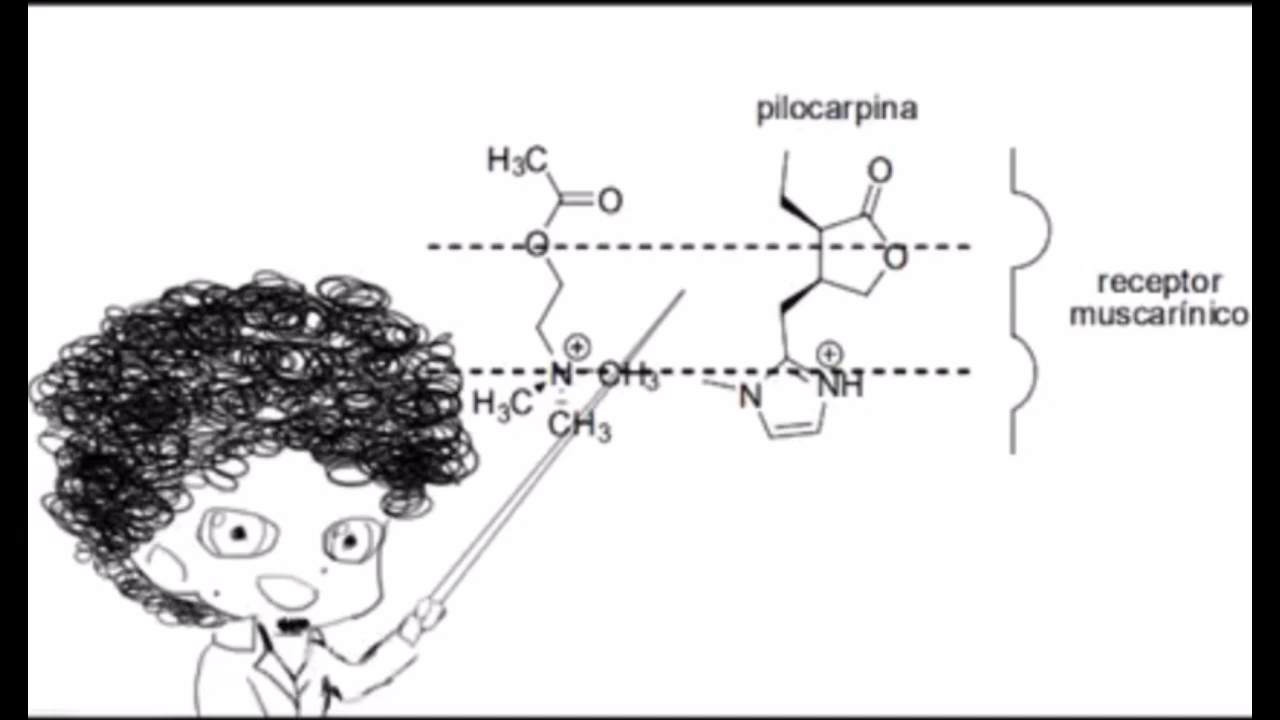 pilocarpina
H₃C
O
O
O
O
⊕
N
CH₃
H₃C
CH₃
⊕
N
NH
receptor
muscarínico